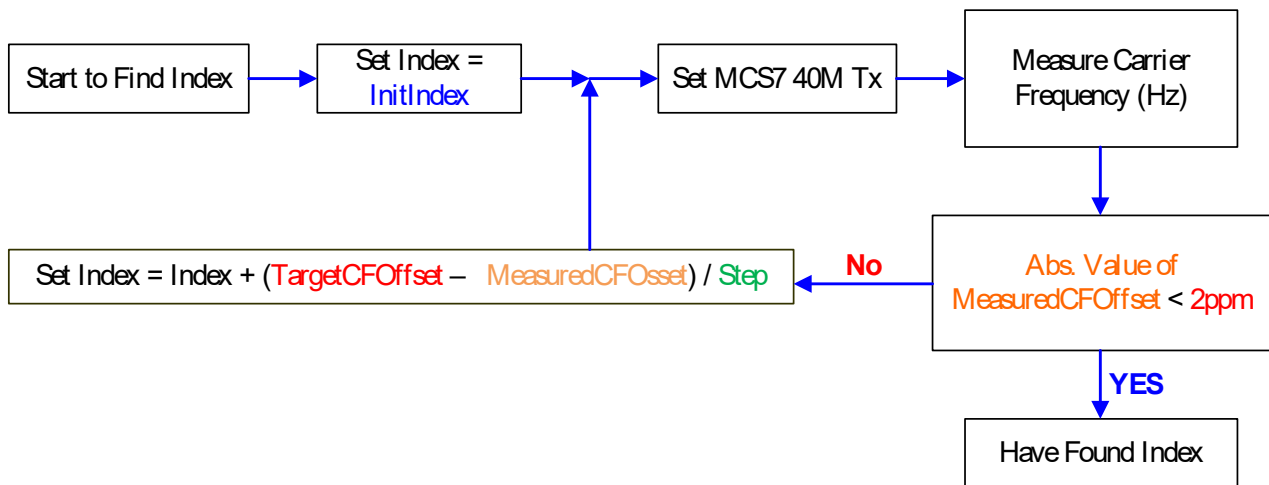 Start to Find Index
Set Index =
InitIndex
Set MCS7 40M Tx
Measure Carrier
Frequency (Hz)
Abs. Value of
MeasuredCFOffset < 2ppm
No
Set Index = Index + (TargetCFOffset – MeasuredCFOsset) / Step
YES
Have Found Index